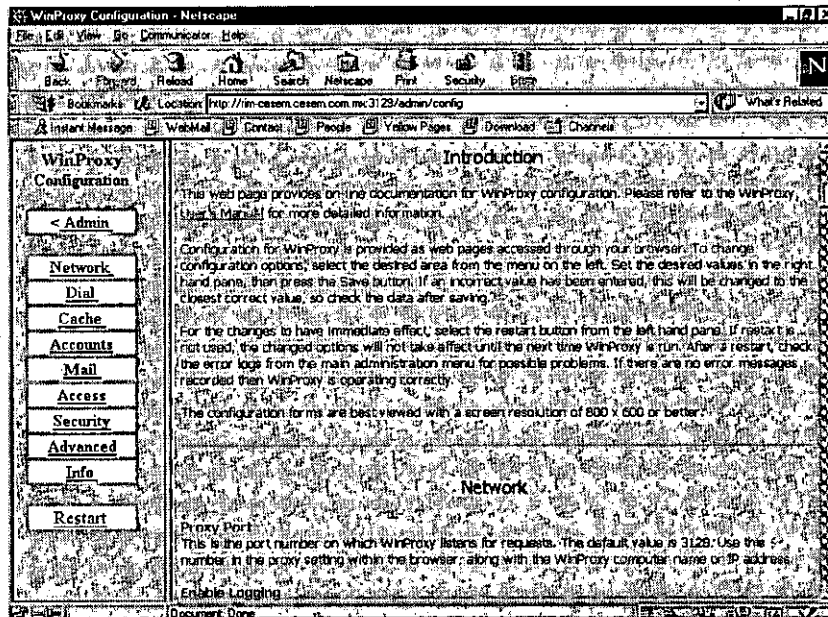 WinProxy Configuration - Netscape
File Edit View Go Communicator Help
Back Forward Reload Home Search Netscape Print Security Stop
Bookmarks Location: http://rim-cesem.cesem.com.mx:3129/admin/config What's Related
Instant Message WebMail Contact People Yellow Pages Download Channels
WinProxy
Configuration
< Admin
Network
Dial
Cache
Accounts
Mail
Access
Security
Advanced
Info
Restart
Introduction
This web page provides on-line documentation for WinProxy configuration. Please refer to the WinProxy
User's Manual for more detailed information.
Configuration for WinProxy is provided as web pages accessed through your browser. To change
configuration options, select the desired area from the menu on the left. Set the desired values in the right
hand pane, then press the Save button. If an incorrect value has been entered, this will be changed to the
closest correct value, so check the data after saving.
For the changes to have immediate effect, select the restart button from the left hand pane. If restart is
not used, the changed options will not take effect until the next time WinProxy is run. After a restart, check
the error logs from the main administration menu for possible problems. If there are no error messages
recorded then WinProxy is operating correctly.
The configuration forms are best viewed with a screen resolution of 800 x 600 or better.
Network
Proxy Port
This is the port number on which WinProxy listens for requests. The default value is 3128. Use this
number in the proxy setting within the browser, along with the WinProxy computer name or IP address.
Enable Logging
Document: Done